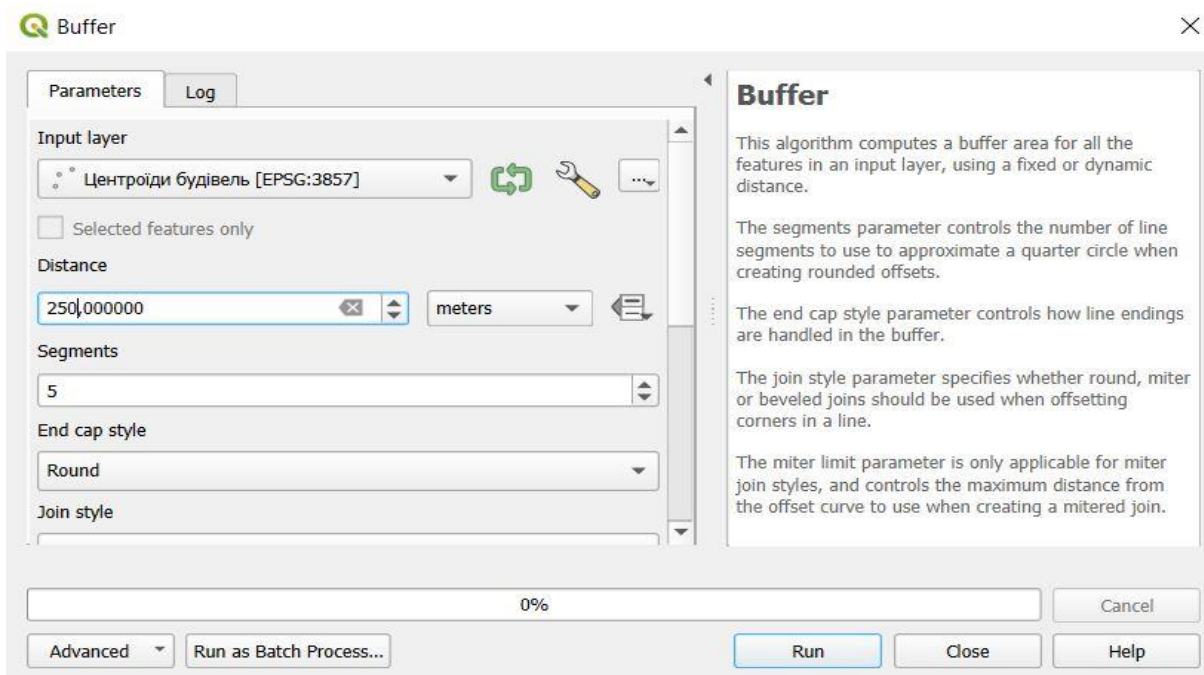 Buffer
Parameters
Log
Input layer
Центроїди будівель [EPSG:3857]
...
Selected features only
Distance
250,000000
meters
Segments
5
End cap style
Round
Join style
Buffer
This algorithm computes a buffer area for all the
features in an input layer, using a fixed or dynamic
distance.
The segments parameter controls the number of line
segments to use to approximate a quarter circle when
creating rounded offsets.
The end cap style parameter controls how line endings
are handled in the buffer.
The join style parameter specifies whether round, miter
or beveled joins should be used when offsetting
corners in a line.
The miter limit parameter is only applicable for miter
join styles, and controls the maximum distance from
the offset curve to use when creating a mitered join.
0%
Cancel
Advanced
Run as Batch Process...
Run
Close
Help